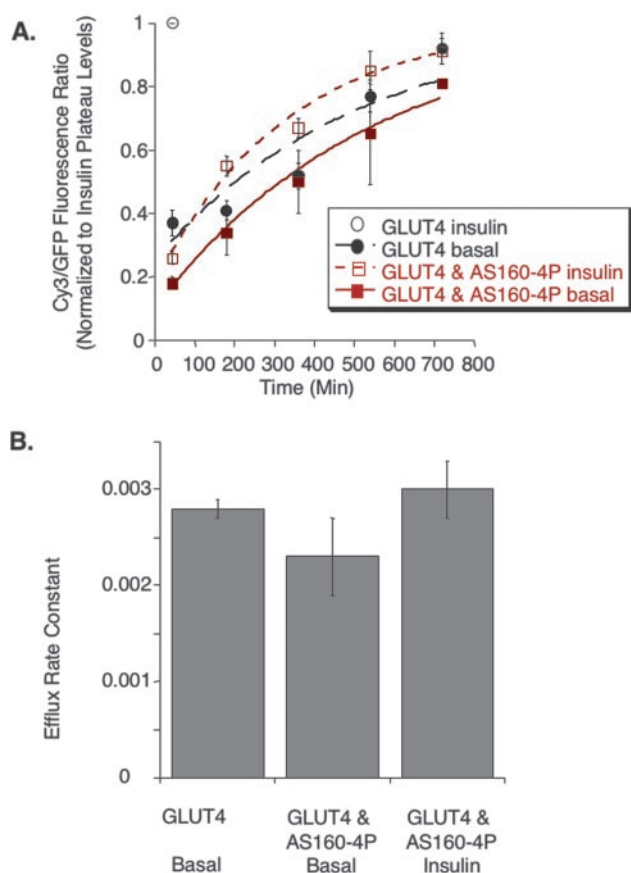 A.
Cy3/GFP Fluorescence Ratio
(Normalized to Insulin Plateau Levels)
1
0.8
0.6
0.4
0.2
0
GLUT4 insulin
GLUT4 basal
GLUT4 & AS160-4P insulin
GLUT4 & AS160-4P basal
0 100 200 300 400 500 600 700 800
Time (Min)
B.
Efflux Rate Constant
0.003
0.002
0.001
0
GLUT4 GLUT4 & GLUT4 &
AS160-4P AS160-4P
Basal Basal Insulin